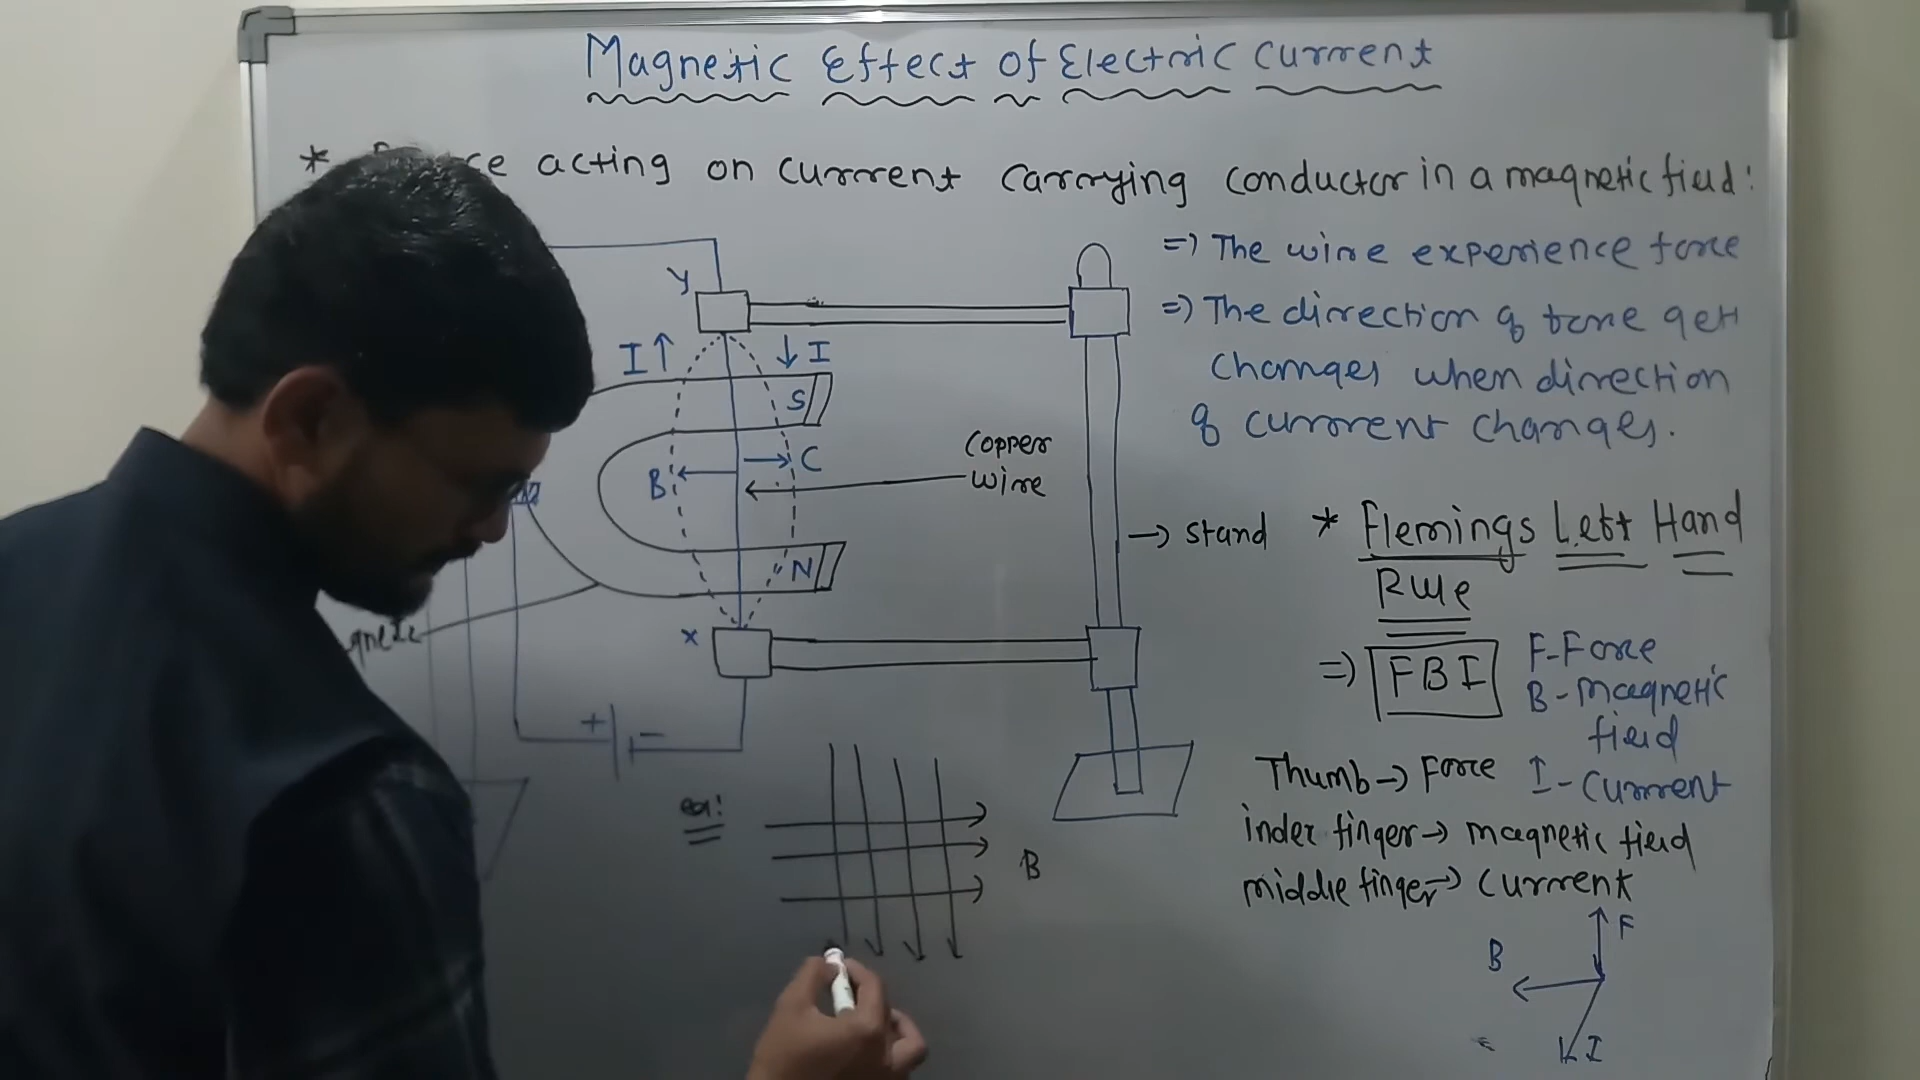 Magnetic Effect of Electric Current
* acting on current carrying conductor in a magnetic field:
=) The wire experience force
=) The direction of force gets
changes when direction
of current changes.
Y
I ↑ ↓ I
S
B ← → C
Copper
wire
N
→ stand
X
+ -
* Flemings Left Hand
Rule
=) FBI
F-Force
B-magnetic
field
I-Current
Thumb→ Force
index finger→ magnetic field
middle finger→ current
ex:
B
F
B
I